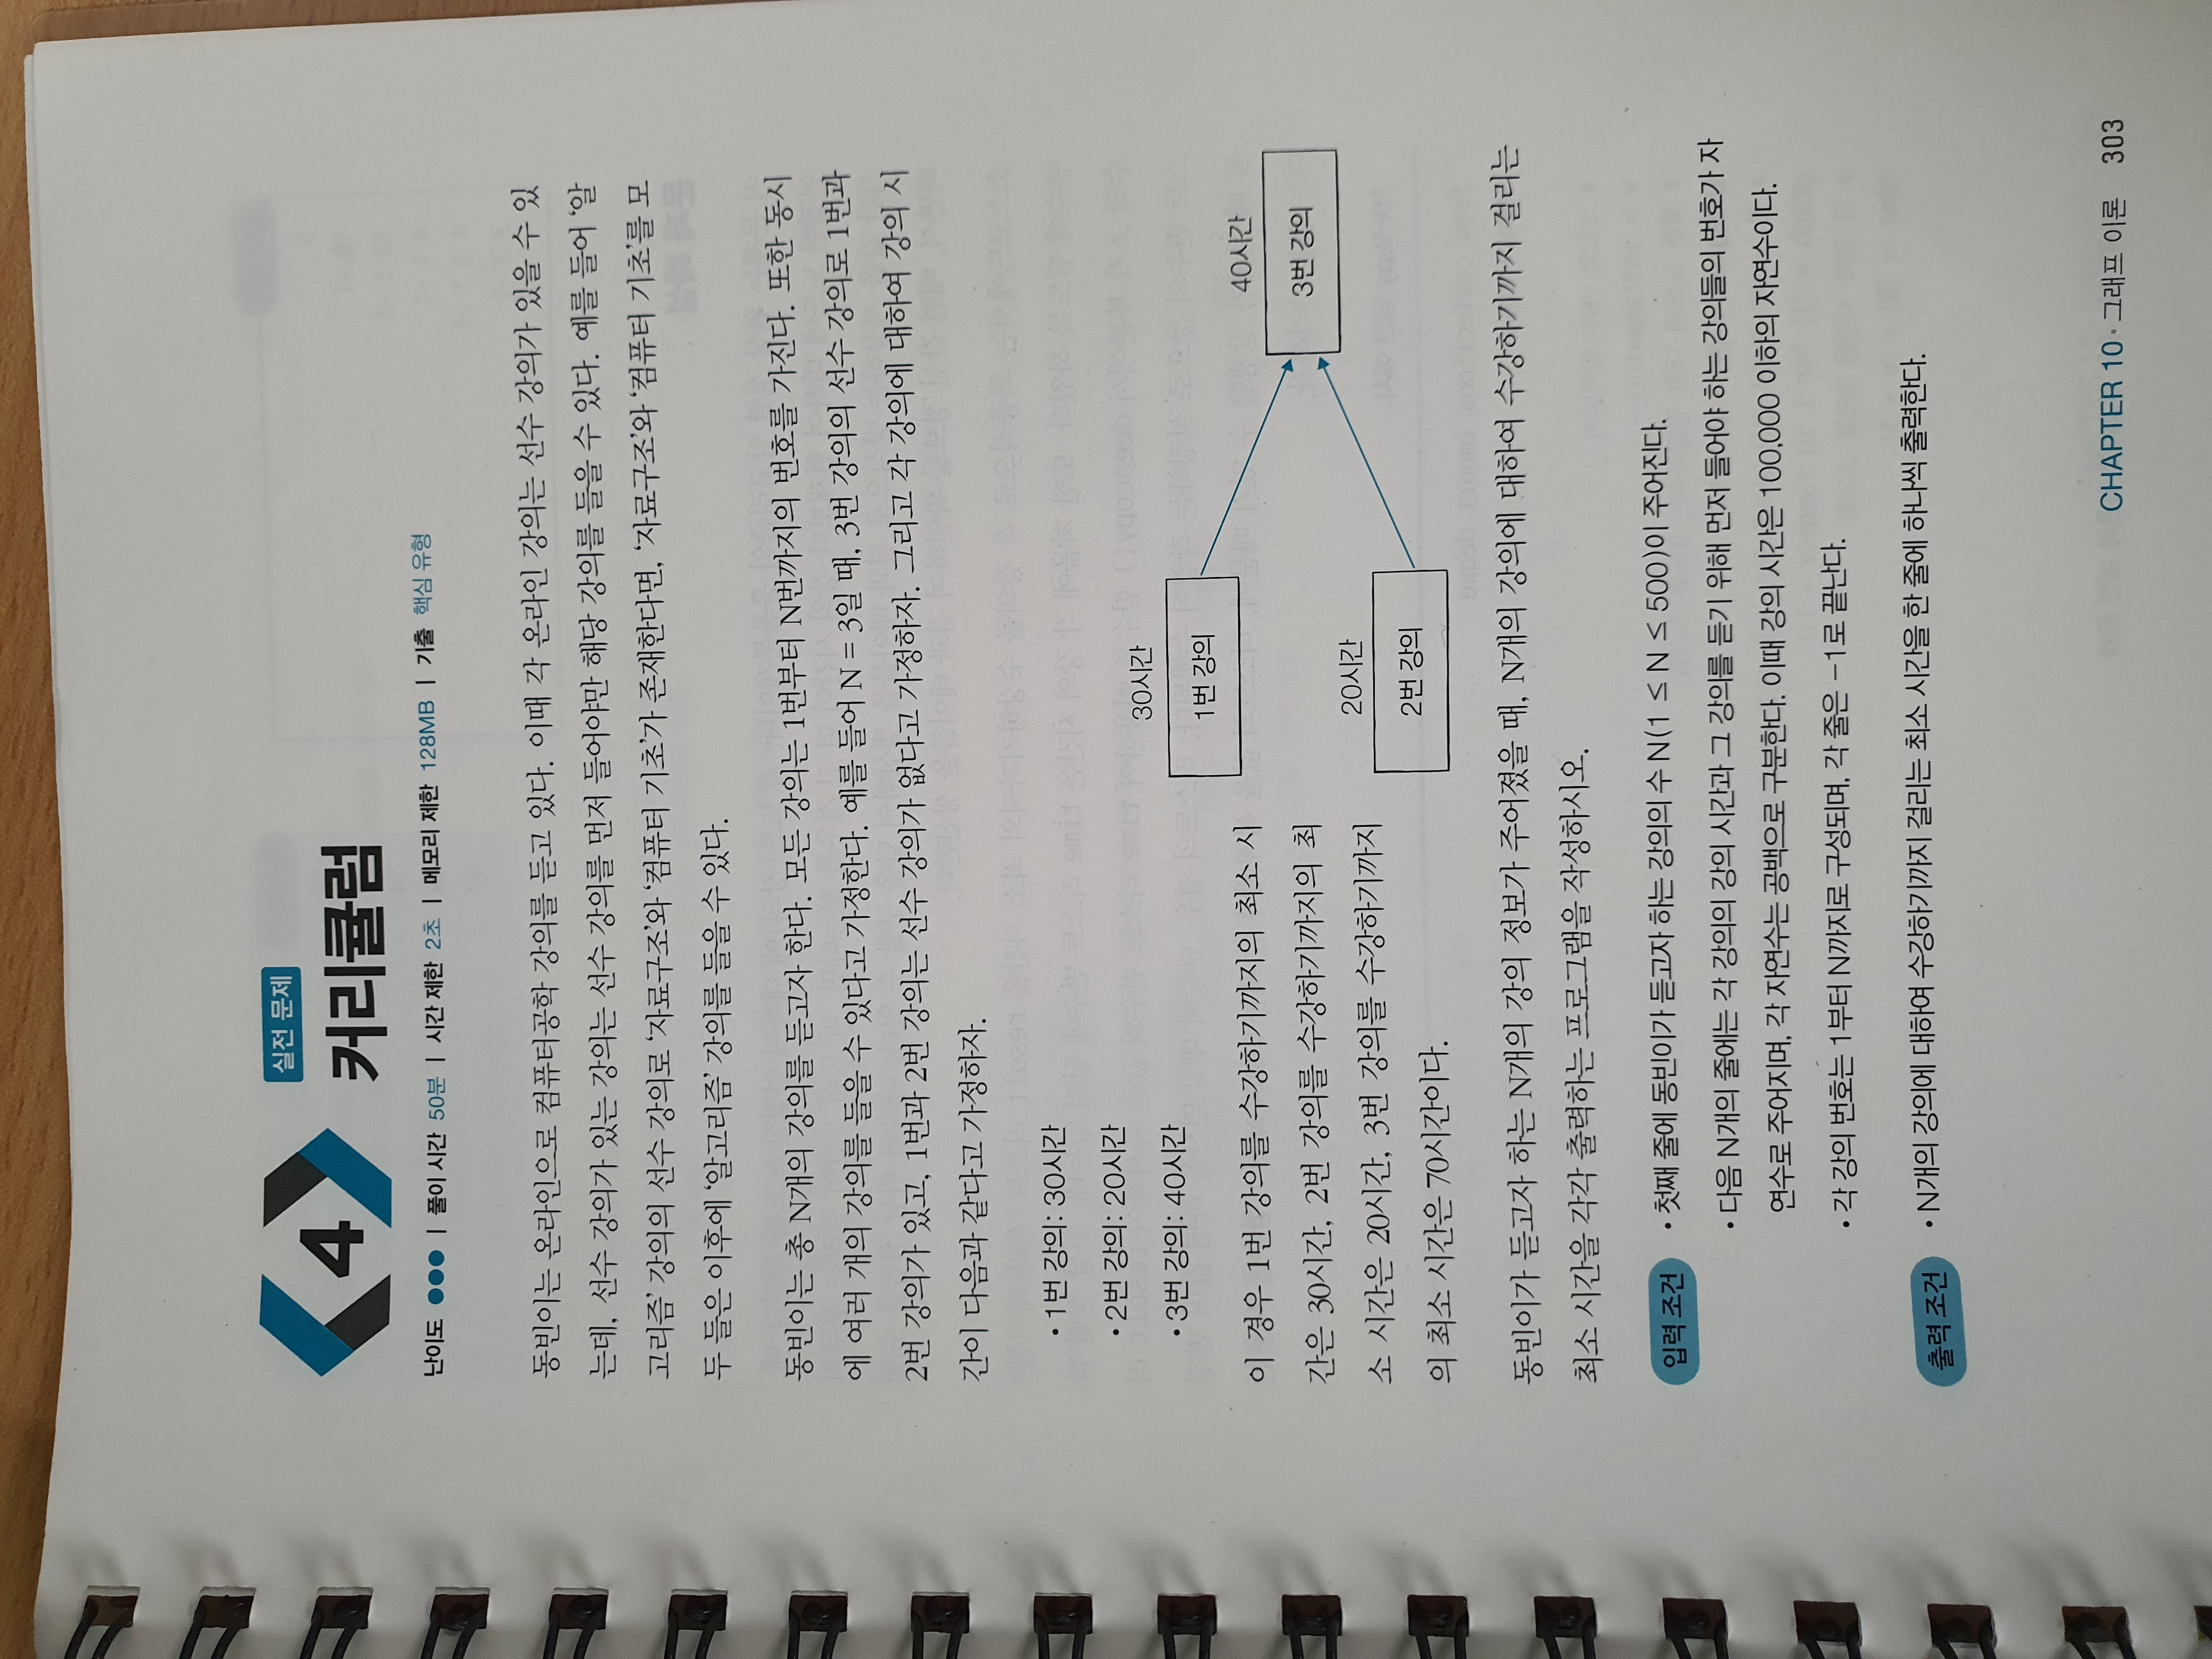 4
실전 문제
커리큘럼
난이도 ●●● | 풀이 시간 50분 | 시간 제한 2초 | 메모리 제한 128MB | 기출 핵심 유형
동빈이는 온라인으로 컴퓨터공학 강의를 듣고 있다. 이때 각 온라인 강의는 선수 강의가 있을 수 있
는데, 선수 강의가 있는 강의는 선수 강의를 먼저 들어야만 해당 강의를 들을 수 있다. 예를 들어 ‘알
고리즘’ 강의의 선수 강의로 ‘자료구조’와 ‘컴퓨터 기초’가 존재한다면, ‘자료구조’와 ‘컴퓨터 기초’를 모
두 들은 이후에 ‘알고리즘’ 강의를 들을 수 있다.
동빈이는 총 N개의 강의를 듣고자 한다. 모든 강의는 1번부터 N번까지의 번호를 가진다. 또한 동시
에 여러 개의 강의를 들을 수 있다고 가정한다. 예를 들어 N = 3일 때, 3번 강의의 선수 강의로 1번과
2번 강의가 있고, 1번과 2번 강의는 선수 강의가 없다고 가정하자. 그리고 각 강의에 대하여 강의 시
간이 다음과 같다고 가정하자.
• 1번 강의: 30시간
• 2번 강의: 20시간
• 3번 강의: 40시간
이 경우 1번 강의를 수강하기까지의 최소 시
간은 30시간, 2번 강의를 수강하기까지의 최
소 시간은 20시간, 3번 강의를 수강하기까지
의 최소 시간은 70시간이다.
30시간
1번 강의
40시간
3번 강의
20시간
2번 강의
동빈이가 듣고자 하는 N개의 강의 정보가 주어졌을 때, N개의 강의에 대하여 수강하기까지 걸리는
최소 시간을 각각 출력하는 프로그램을 작성하시오.
입력 조건 • 첫째 줄에 동빈이가 듣고자 하는 강의의 수 N(1 ≤ N ≤ 500)이 주어진다.
• 다음 N개의 줄에는 각 강의의 강의 시간과 그 강의를 듣기 위해 먼저 들어야 하는 강의들의 번호가 자
연수로 주어지며, 각 자연수는 공백으로 구분한다. 이때 강의 시간은 100,000 이하의 자연수이다.
• 각 강의 번호는 1부터 N까지로 구성되며, 각 줄은 −1로 끝난다.
출력 조건 • N개의 강의에 대하여 수강하기까지 걸리는 최소 시간을 한 줄에 하나씩 출력한다.
CHAPTER 10 · 그래프 이론 303